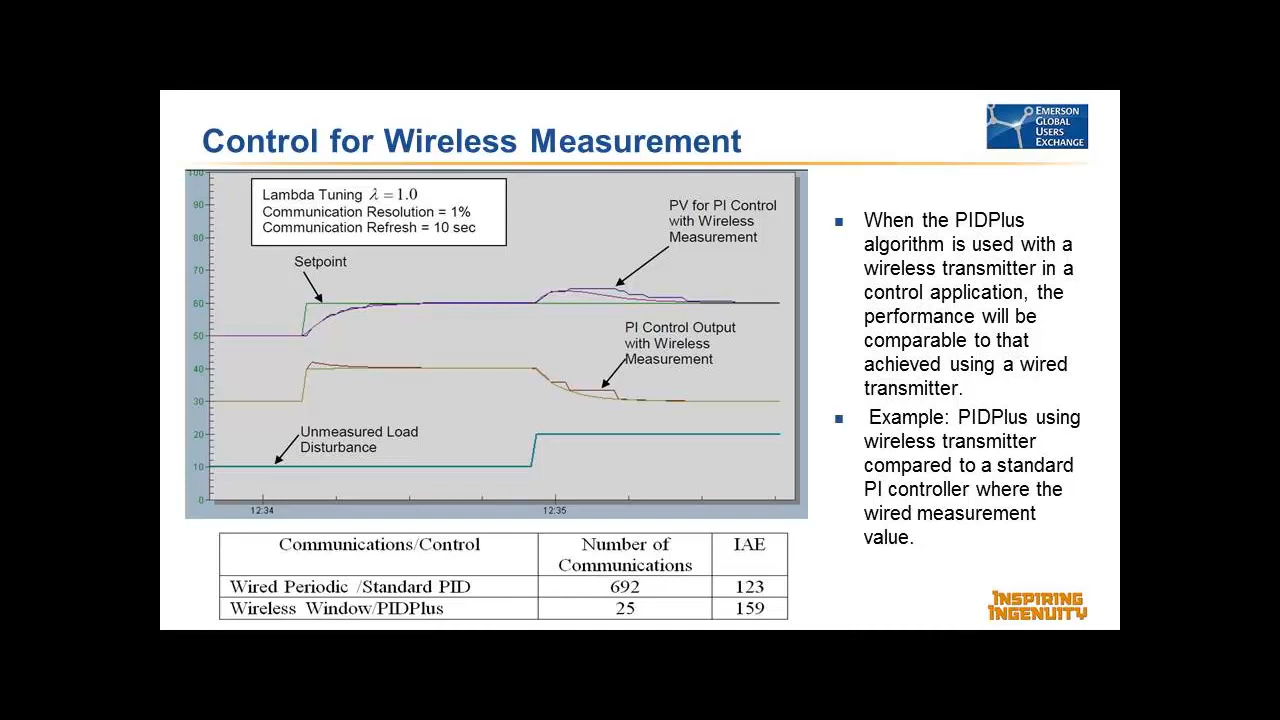 Control for Wireless Measurement
EMERSON
GLOBAL
USERS
EXCHANGE
100
90
80
70
60
50
40
30
20
10
0
12:34
12:35
Lambda Tuning λ = 1.0
Communication Resolution = 1%
Communication Refresh = 10 sec
Setpoint
PV for PI Control
with Wireless
Measurement
PI Control Output
with Wireless
Measurement
Unmeasured Load
Disturbance
■ When the PIDPlus
algorithm is used with a
wireless transmitter in a
control application, the
performance will be
comparable to that
achieved using a wired
transmitter.
■ Example: PIDPlus using
wireless transmitter
compared to a standard
PI controller where the
wired measurement
value.
Communications/Control
Number of
Communications
IAE
Wired Periodic /Standard PID 692 123
Wireless Window/PIDPlus 25 159
INSPIRING
INGENUITY